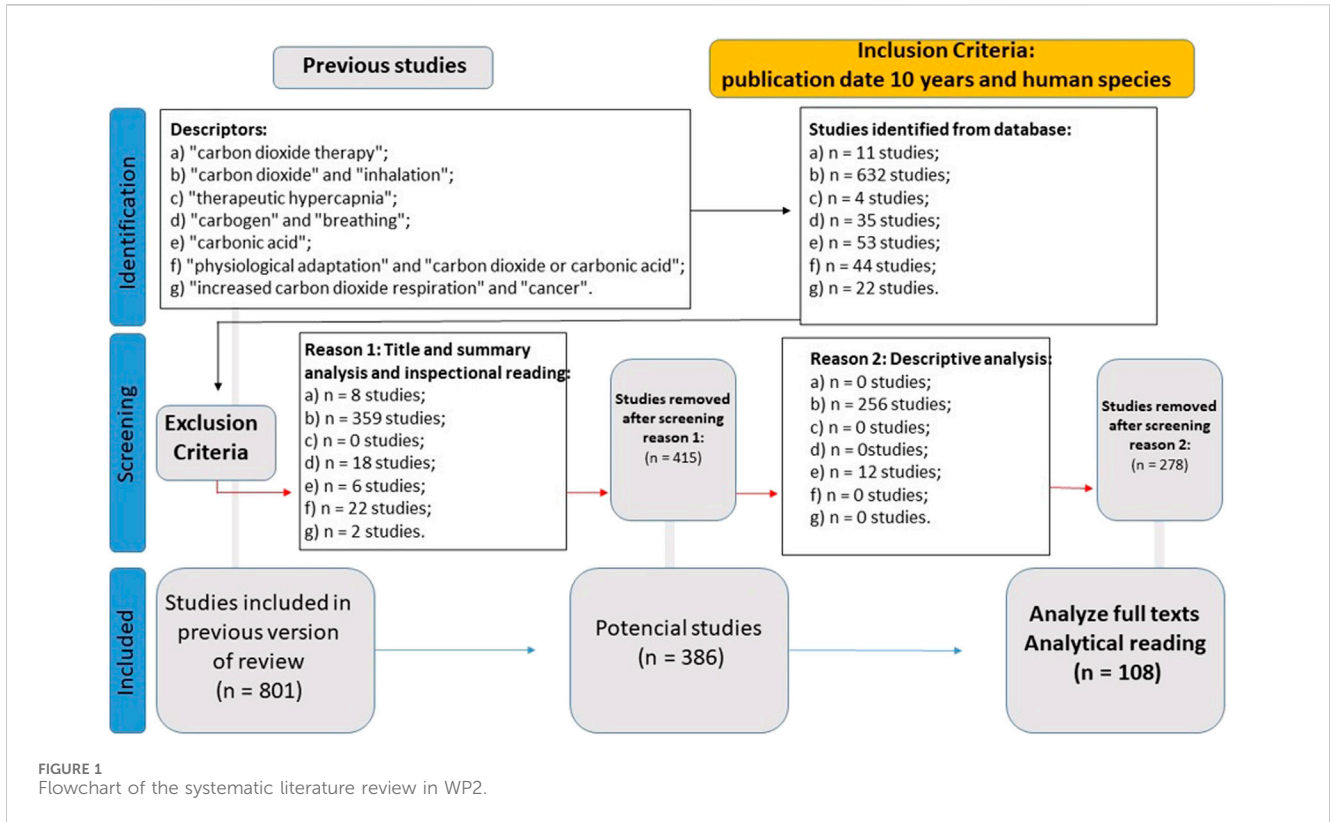 Previous studies
Inclusion Criteria:
publication date 10 years and human species
Identification
Descriptors:
a) "carbon dioxide therapy";
b) "carbon dioxide" and "inhalation";
c) "therapeutic hypercapnia";
d) "carbogen" and "breathing";
e) "carbonic acid";
f) "physiological adaptation" and "carbon dioxide or carbonic acid";
g) "increased carbon dioxide respiration" and "cancer".
Studies identified from database:
a) n = 11 studies;
b) n = 632 studies;
c) n = 4 studies;
d) n = 35 studies;
e) n = 53 studies;
f) n = 44 studies;
g) n = 22 studies.
Screening
Exclusion
Criteria
Reason 1: Title and summary
analysis and inspectional reading:
a) n = 8 studies;
b) n = 359 studies;
c) n = 0 studies;
d) n = 18 studies;
e) n = 6 studies;
f) n = 22 studies;
g) n = 2 studies.
Studies removed
after screening
reason 1:
(n = 415)
Reason 2: Descriptive analysis:
a) n = 0 studies;
b) n = 256 studies;
c) n = 0 studies;
d) n = 0studies;
e) n = 12 studies;
f) n = 0 studies;
g) n = 0 studies.
Studies removed
after screening
reason 2:
(n = 278)
Included
Studies included in
previous version
of review
(n = 801)
Potencial studies
(n = 386)
Analyze full texts
Analytical reading
(n = 108)
FIGURE 1
Flowchart of the systematic literature review in WP2.